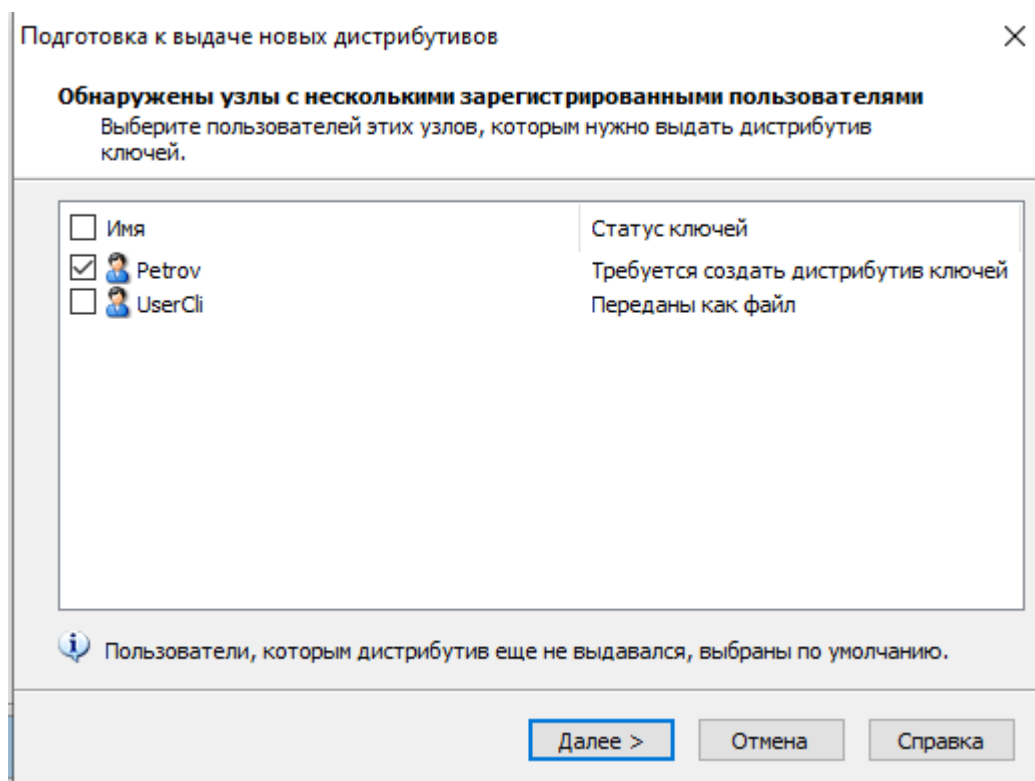 Подготовка к выдаче новых дистрибутивов
Обнаружены узлы с несколькими зарегистрированными пользователями
Выберите пользователей этих узлов, которым нужно выдать дистрибутив
ключей.
Имя Статус ключей
Petrov Требуется создать дистрибутив ключей
UserCli Переданы как файл
Пользователи, которым дистрибутив еще не выдавался, выбраны по умолчанию.
Далее > Отмена Справка